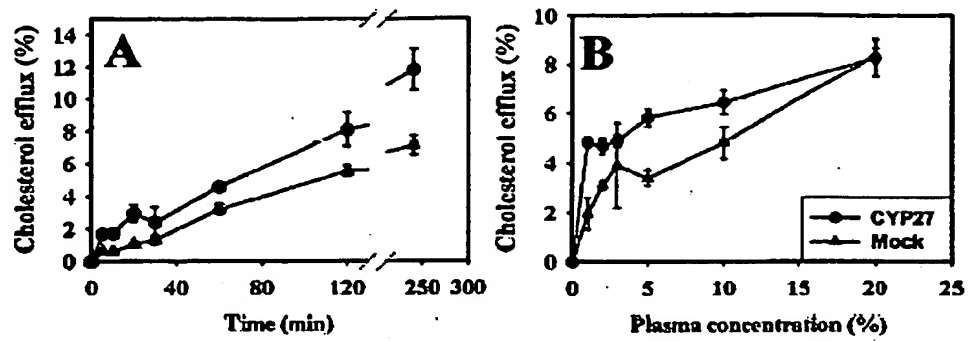 A
Cholesterol efflux (%)
14
12
10
8
6
4
2
0
0 40 80 120 250 300
Time (min)
B
Cholesterol efflux (%)
10
8
6
4
2
0
CYP27
Mock
0 5 10 15 20 25
Plasma concentration (%)